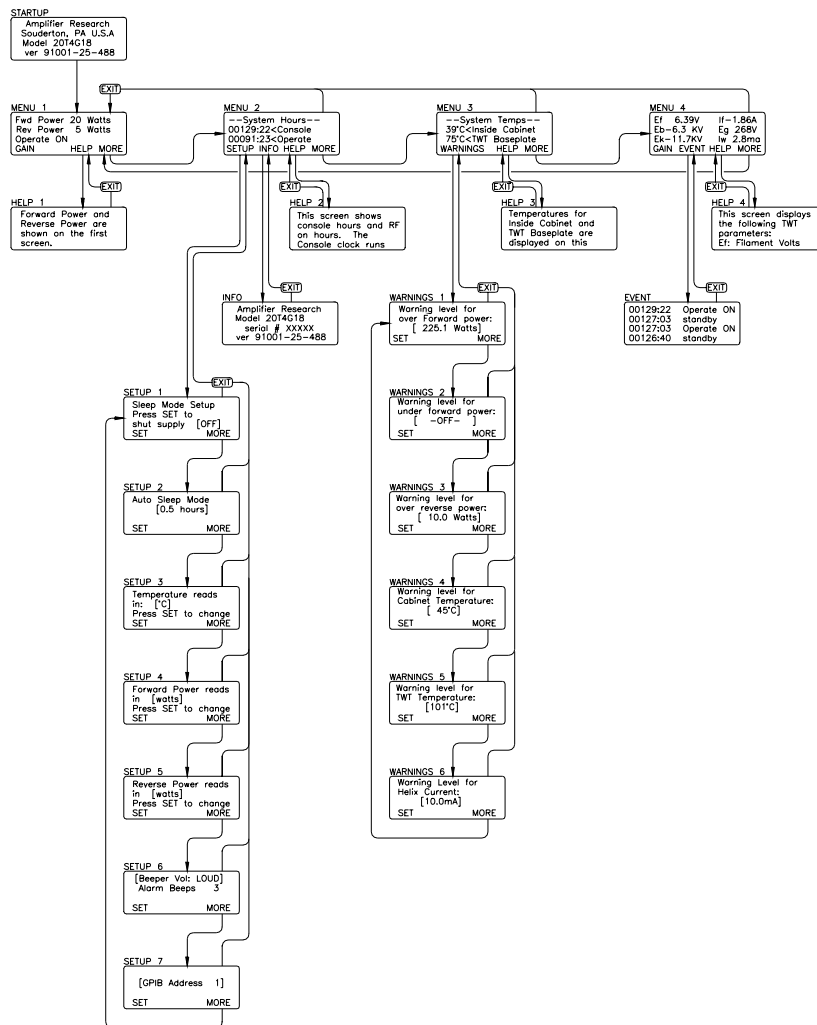 STARTUP
Amplifier Research
Souderton, PA U.S.A
Model 20T4G18
ver 91001-25-488
EXIT
MENU 1
Fwd Power 20 Watts
Rev Power 5 Watts
Operate ON
GAIN HELP MORE
MENU 2
--System Hours--
00129:22<Console
00091:23<Operate
SETUP INFO HELP MORE
MENU 3
--System Temps--
39°C<Inside Cabinet
75°C<TWT Baseplate
WARNINGS HELP MORE
MENU 4
Ef 6.39V If-1.86A
Eb-6.3 KV Eg 268V
Ek-11.7KV Iw 2.8ma
GAIN EVENT HELP MORE
EXIT
EXIT
EXIT
EXIT
HELP 1
Forward Power and
Reverse Power are
shown on the first
screen.
HELP 2
This screen shows
console hours and RF
on hours. The
Console clock runs
HELP 3
Temperatures for
Inside Cabinet and
TWT Baseplate are
displayed on this
HELP 4
This screen displays
the following TWT
parameters:
Ef: Filament Volts
EXIT
EXIT
EXIT
INFO
Amplifier Research
Model 20T4G18
serial # XXXXX
ver 91001-25-488
WARNINGS 1
Warning level for
over Forward power:
[ 225.1 Watts]
SET MORE
EVENT
00129:22 Operate ON
00127:03 standby
00127:03 Operate ON
00126:40 standby
EXIT
SETUP 1
Sleep Mode Setup
Press SET to
shut supply [OFF]
SET MORE
WARNINGS 2
Warning level for
under forward power:
[ -OFF- ]
SET MORE
SETUP 2
Auto Sleep Mode
[0.5 hours]
SET MORE
WARNINGS 3
Warning level for
over reverse power:
[ 10.0 Watts]
SET MORE
SETUP 3
Temperature reads
in: [°C]
Press SET to change
SET MORE
WARNINGS 4
Warning level for
Cabinet Temperature:
[ 45°C]
SET MORE
SETUP 4
Forward Power reads
in [watts]
Press SET to change
SET MORE
WARNINGS 5
Warning level for
TWT Temperature:
[101°C]
SET MORE
SETUP 5
Reverse Power reads
in [watts]
Press SET to change
SET MORE
WARNINGS 6
Warning Level for
Helix Current:
[10.0mA]
SET MORE
SETUP 6
[Beeper Vol: LOUD]
Alarm Beeps 3
SET MORE
SETUP 7
[GPIB Address 1]
SET MORE